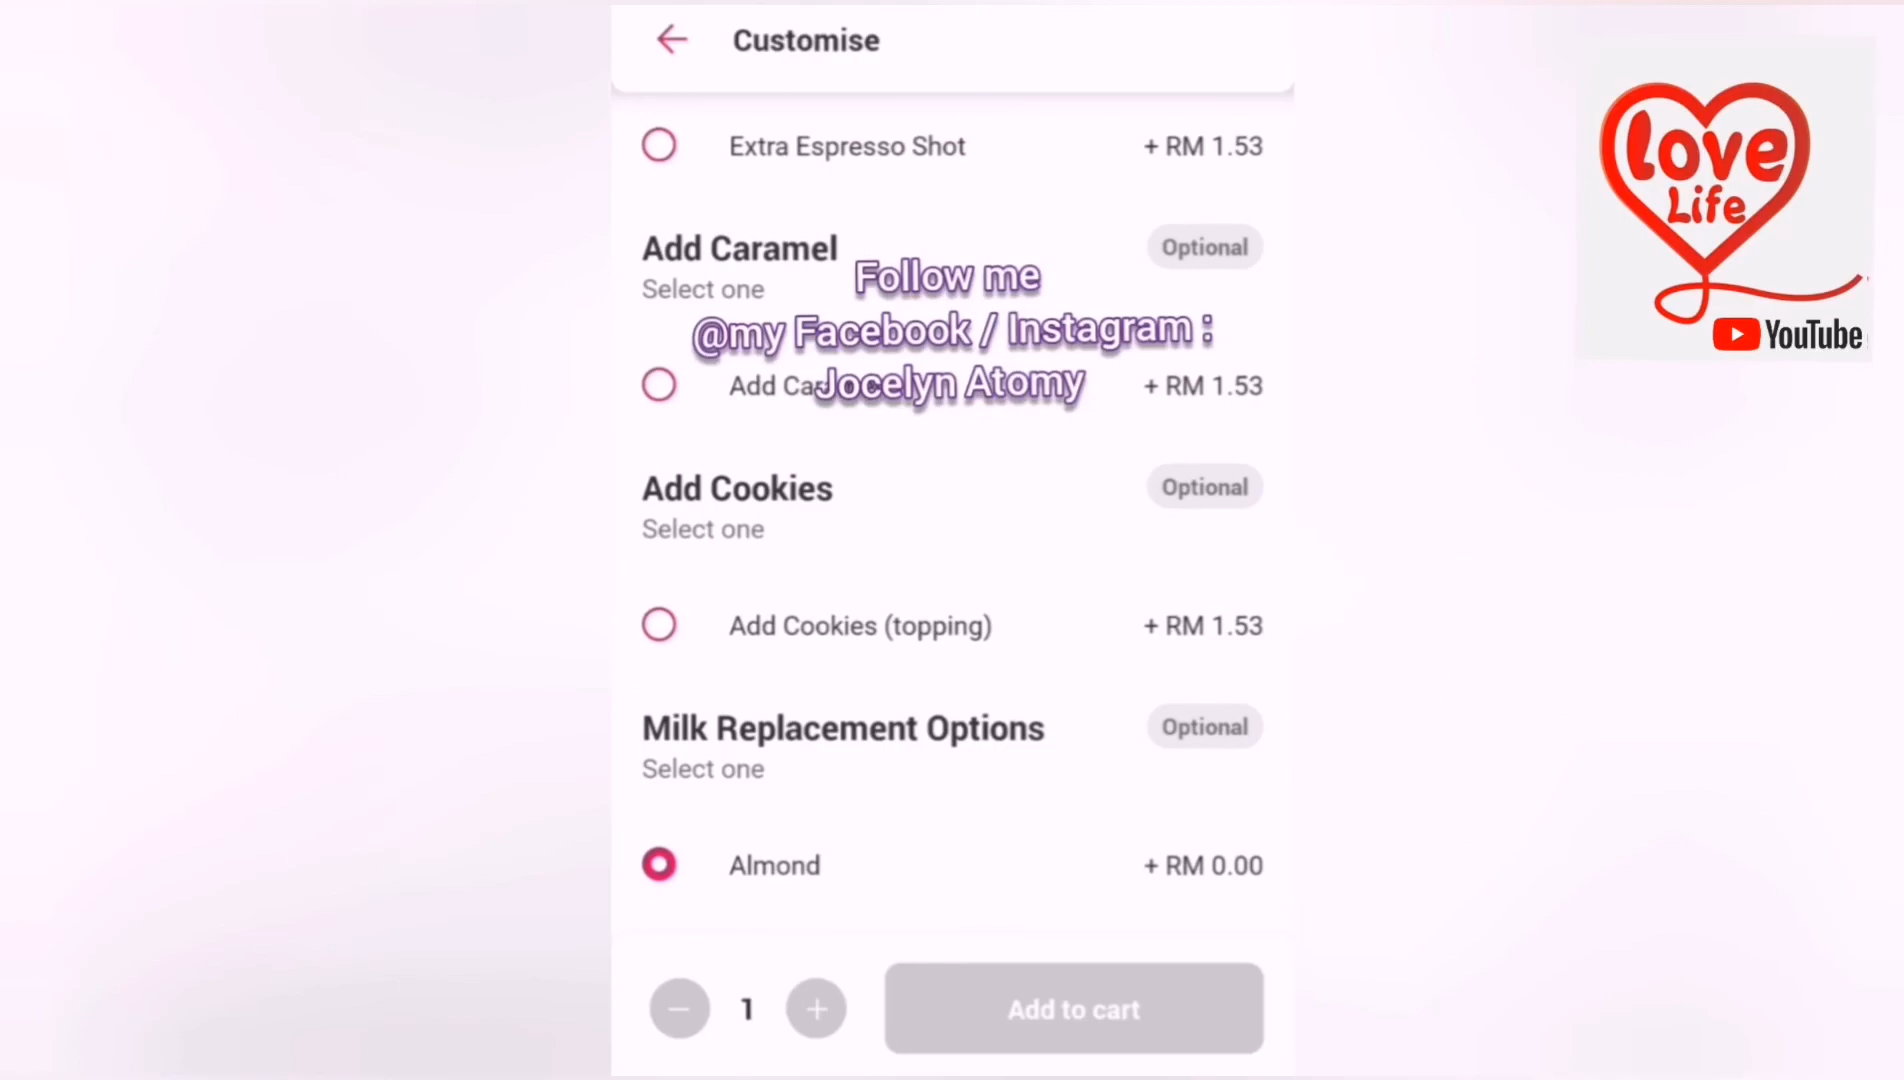 Customise
Extra Espresso Shot + RM 1.53
Add Caramel Optional
Select one
Follow me
@my Facebook / Instagram :
Jocelyn Atomy
Add + RM 1.53
Add Cookies Optional
Select one
Add Cookies (topping) + RM 1.53
Milk Replacement Options Optional
Select one
Almond + RM 0.00
1 Add to cart
love
Life
YouTube